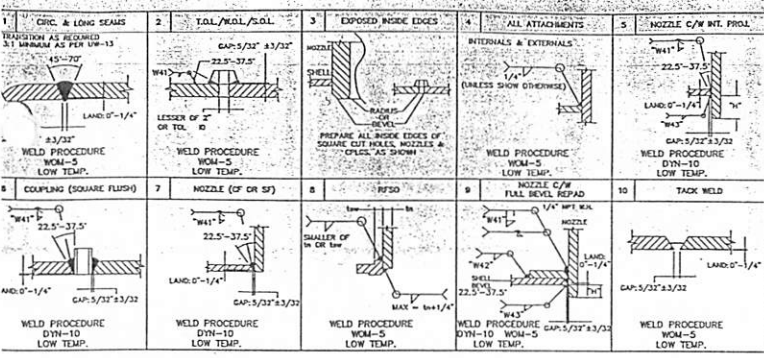 1 CIRC. & LONG SEAMS
TRANSITION AS REQUIRED
3:1 MINIMUM AS PER UW-13
45°-70°
LAND: 0"-1/4"
±3/32"
WELD PROCEDURE
WOM-5
LOW TEMP.
2 T.O.L./W.O.L./S.O.L.
GAP: 5/32" ±3/32"
22.5°-37.5°
"W41"
LESSER OF 2"
OR TOL
WELD PROCEDURE
WOM-5
LOW TEMP.
3 EXPOSED INSIDE EDGES
NOZZLE
SHELL
RADIUS
OR
BEVEL
PREPARE ALL INSIDE EDGES OF
SQUARE CUT HOLES, NOZZLES &
CPLGS. AS SHOWN
4 ALL ATTACHMENTS
INTERNALS & EXTERNALS
1/4"
(UNLESS SHOW OTHERWISE)
WELD PROCEDURE
WOM-5
LOW TEMP.
5 NOZZLE C/W INT. PROJ.
"W41"
22.5°-37.5°
LAND: 0"-1/4"
"H"
"W43"
GAP: 5/32"±3/32
WELD PROCEDURE
DYN-10
LOW TEMP.
6 COUPLING (SQUARE FLUSH)
"W41"
22.5°-37.5°
AND: 0"-1/4"
GAP: 5/32"±3/32
WELD PROCEDURE
DYN-10
LOW TEMP.
7 NOZZLE (CF OR SF)
"W41"
22.5°-37.5°
LAND: 0"-1/4"
GAP: 5/32"±3/32
WELD PROCEDURE
DYN-10
LOW TEMP.
8 RFSO
tn
SMALLER OF
tn OR
MAX = tn+1/4"
WELD PROCEDURE
WOM-5
LOW TEMP.
9 NOZZLE C/W
FULL BEVEL REPAD
1/4" NPT W.H.
"W41"
NOZZLE
LAND:
0"-1/4"
"W42"
SHELL
BEVEL
22.5°-37.5°
"H"
"W43"
GAP: 5/32"±3/32
WELD PROCEDURE
DYN-10 WOM-5
LOW TEMP.
10 TACK WELD
LAND: 0"-1/4"
GAP: 5/32"±3/32
WELD PROCEDURE
WOM-5
LOW TEMP.